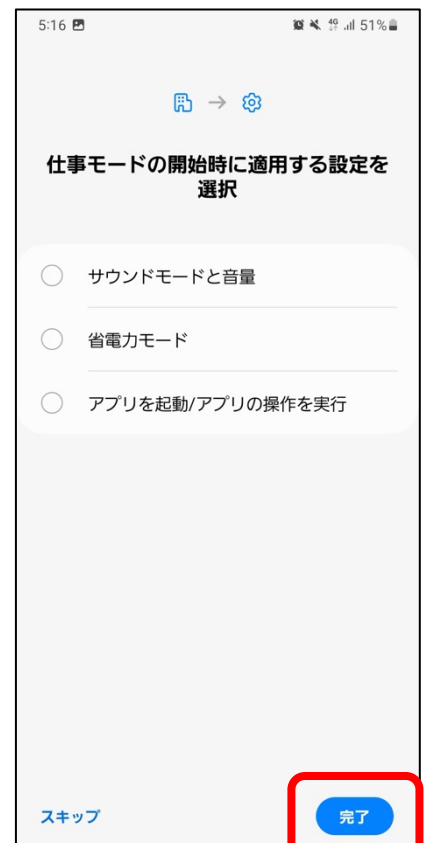 5:16 4G 51%
仕事モードの開始時に適用する設定を
選択
サウンドモードと音量
省電力モード
アプリを起動/アプリの操作を実行
スキップ 完了